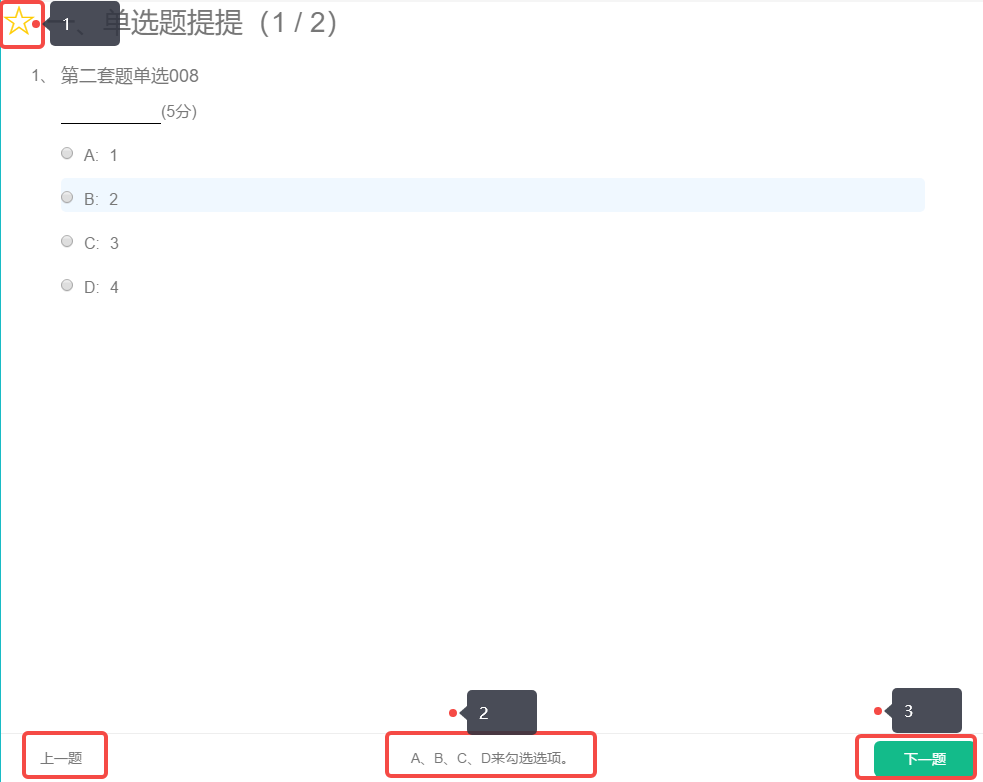 1
、单选题提提（1 / 2）
1、 第二套题单选008
(5分)
A: 1
B: 2
C: 3
D: 4
2
3
上一题
A、B、C、D来勾选选项。
下一题